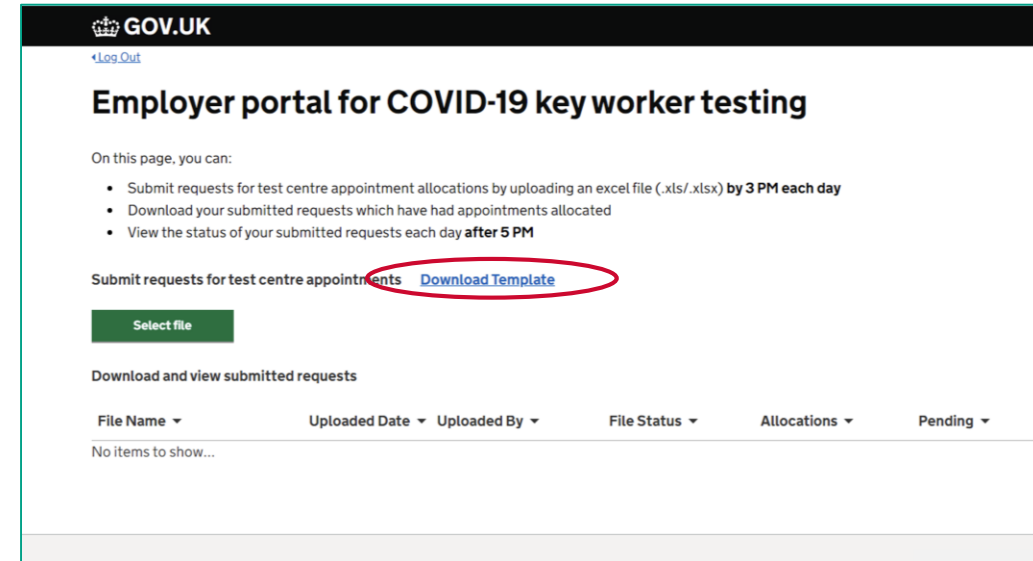 GOV.UK
Log Out
Employer portal for COVID-19 key worker testing
On this page, you can:
Submit requests for test centre appointment allocations by uploading an excel file (.xls/.xlsx) by 3 PM each day
Download your submitted requests which have had appointments allocated
View the status of your submitted requests each day after 5 PM
Submit requests for test centre appointments Download Template
Select file
Download and view submitted requests
File Name Uploaded Date Uploaded By File Status Allocations Pending
No items to show...